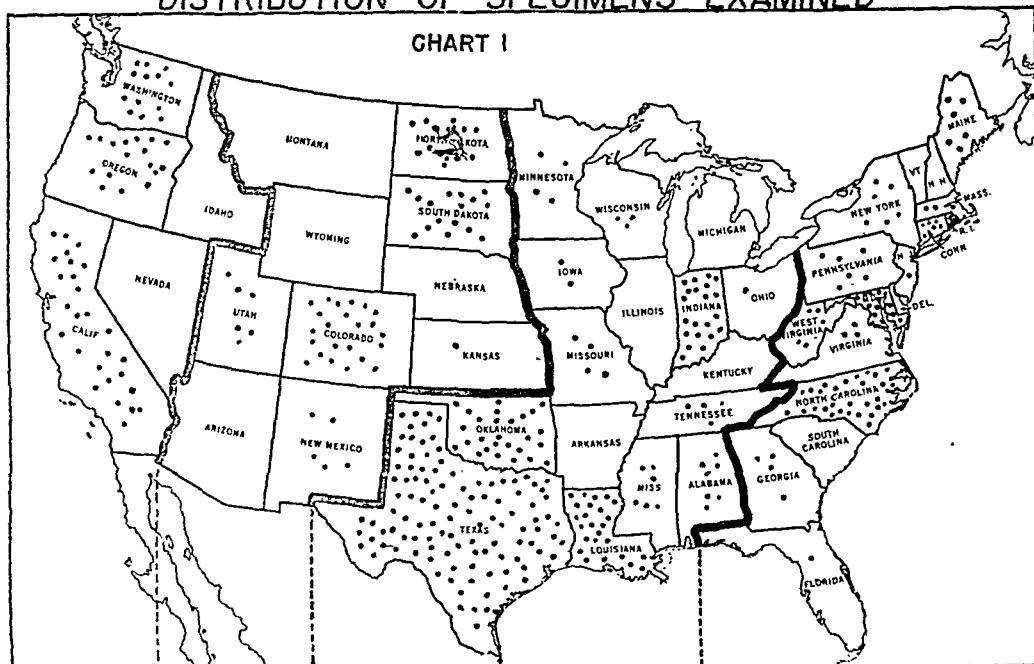 DISTRIBUTION OF SPECIMENS EXAMINED
CHART I
WASHINGTON
OREGON
CALIF
NEVADA
IDAHO
MONTANA
WYOMING
UTAH
COLORADO
ARIZONA
NEW MEXICO
NORTH DAKOTA
SOUTH DAKOTA
NEBRASKA
KANSAS
OKLAHOMA
TEXAS
MINNESOTA
IOWA
MISSOURI
ARKANSAS
LOUISIANA
WISCONSIN
ILLINOIS
MICHIGAN
INDIANA
OHIO
KENTUCKY
TENNESSEE
MISS
ALABAMA
GEORGIA
FLORIDA
SOUTH
CAROLINA
NORTH CAROLINA
VIRGINIA
WEST
VIRGINIA
PENNSYLVANIA
NEW YORK
N
DEL.
CONN
R.I.
MASS.
VT
N H
MAINE